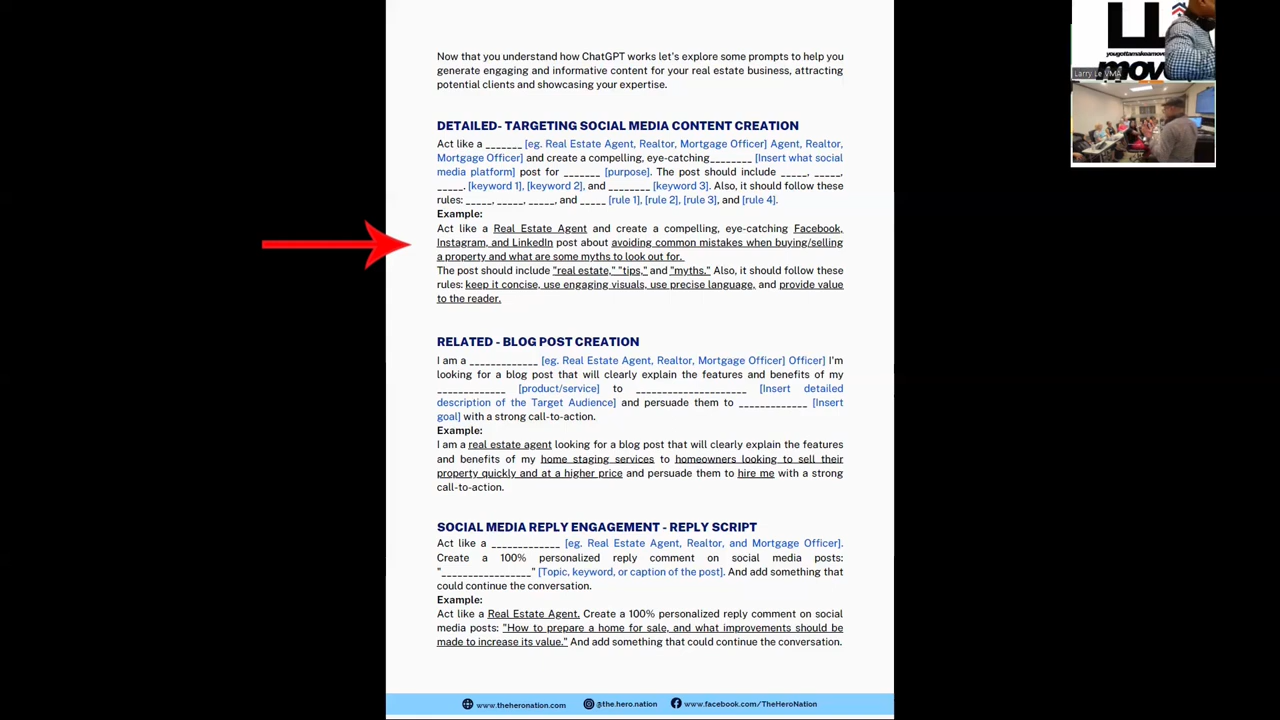 Now that you understand how ChatGPT works let's explore some prompts to help you
generate engaging and informative content for your real estate business, attracting
potential clients and showcasing your expertise.
DETAILED- TARGETING SOCIAL MEDIA CONTENT CREATION
Act like a _______ [eg. Real Estate Agent, Realtor, Mortgage Officer] Agent, Realtor,
Mortgage Officer] and create a compelling, eye-catching________ [Insert what social
media platform] post for _______ [purpose]. The post should include _____, _____,
_____. [keyword 1], [keyword 2], and ________ [keyword 3]. Also, it should follow these
rules: _____, _____, _____, and _____ [rule 1], [rule 2], [rule 3], and [rule 4].
Example:
Act like a Real Estate Agent and create a compelling, eye-catching Facebook,
Instagram, and LinkedIn post about avoiding common mistakes when buying/selling
a property and what are some myths to look out for.
The post should include "real estate," "tips," and "myths." Also, it should follow these
rules: keep it concise, use engaging visuals, use precise language, and provide value
to the reader.
RELATED - BLOG POST CREATION
I am a _____________ [eg. Real Estate Agent, Realtor, Mortgage Officer] Officer] I'm
looking for a blog post that will clearly explain the features and benefits of my
_____________ [product/service] to _____________________ [Insert detailed
description of the Target Audience] and persuade them to _____________ [Insert
goal] with a strong call-to-action.
Example:
I am a real estate agent looking for a blog post that will clearly explain the features
and benefits of my home staging services to homeowners looking to sell their
property quickly and at a higher price and persuade them to hire me with a strong
call-to-action.
SOCIAL MEDIA REPLY ENGAGEMENT - REPLY SCRIPT
Act like a _____________ [eg. Real Estate Agent, Realtor, and Mortgage Officer].
Create a 100% personalized reply comment on social media posts:
"_________________" [Topic, keyword, or caption of the post]. And add something that
could continue the conversation.
Example:
Act like a Real Estate Agent. Create a 100% personalized reply comment on social
media posts: "How to prepare a home for sale, and what improvements should be
made to increase its value." And add something that could continue the conversation.
www.theheronation.com @the.hero.nation www.facebook.com/TheHeroNation
yougottamakeamove
move
Larry Le VMA